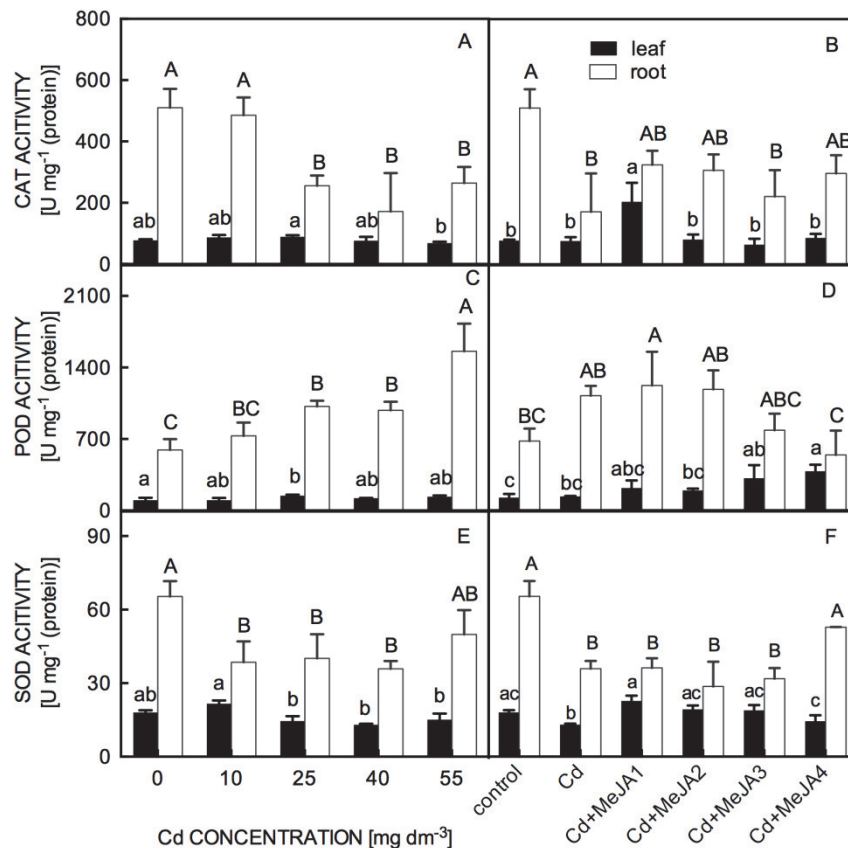 800
600
400
200
0
CAT ACITIVITY
[U mg⁻¹ (protein)]
A
A A B B B
ab ab a ab b
B
leaf
root
A B AB AB B AB
b b a b b b
2100
1400
700
0
POD ACITIVITY
[U mg⁻¹ (protein)]
C
C BC B B A
a ab b ab ab
D
BC AB A AB ABC C
c bc abc bc ab a
90
60
30
0
SOD ACITIVITY
[U mg⁻¹ (protein)]
E
A B B B AB
ab a b b b
F
A B B B B A
ac b a ac ac c
0 10 25 40 55
Cd CONCENTRATION [mg dm⁻³]
control Cd Cd+MeJA1 Cd+MeJA2 Cd+MeJA3 Cd+MeJA4